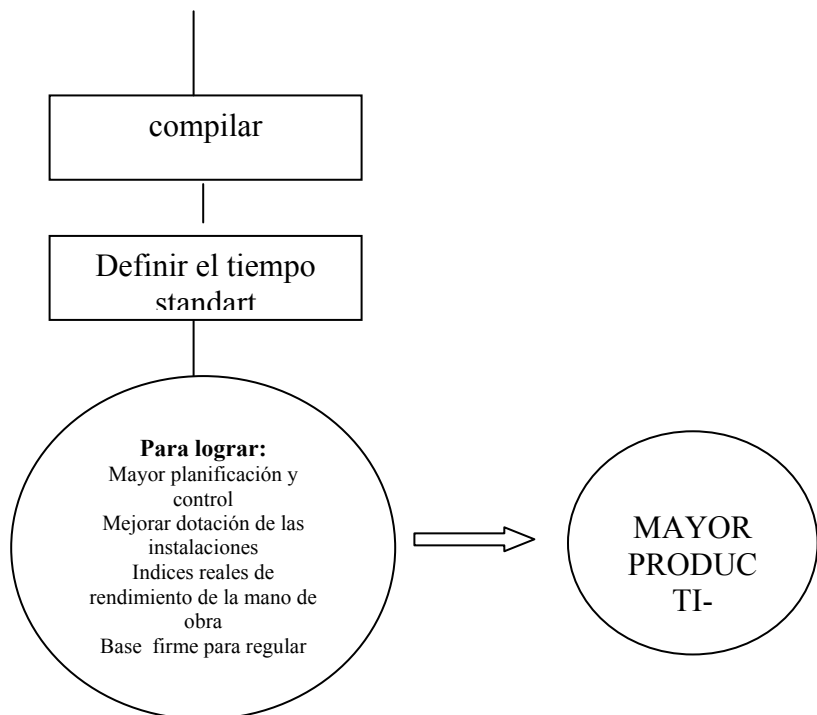 compilar
Definir el tiempo
standart
Para lograr:
Mayor planificación y
control
Mejorar dotación de las
instalaciones
Indices reales de
rendimiento de la mano de
obra
Base firme para regular
MAYOR
PRODUC
TI-